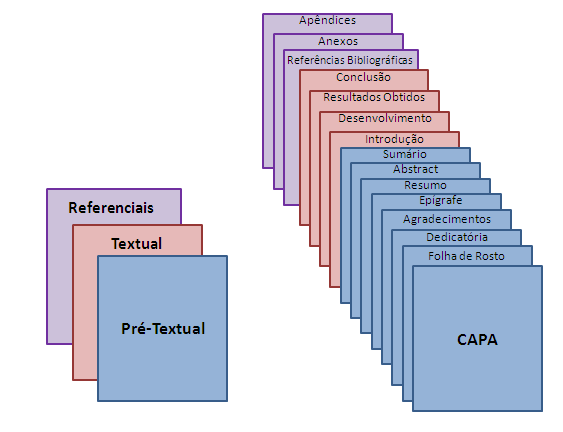 Apêndices
Anexos
Referências Bibliográficas
Conclusão
Resultados Obtidos
Desenvolvimento
Introdução
Sumário
Abstract
Resumo
Epígrafe
Agradecimentos
Dedicatória
Folha de Rosto
CAPA
Referenciais
Textual
Pré-Textual